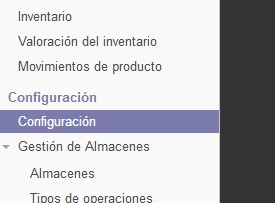 Inventario
Valoración del inventario
Movimientos de producto
Configuración
Configuración
Gestión de Almacenes
Almacenes
Tipos de operaciones